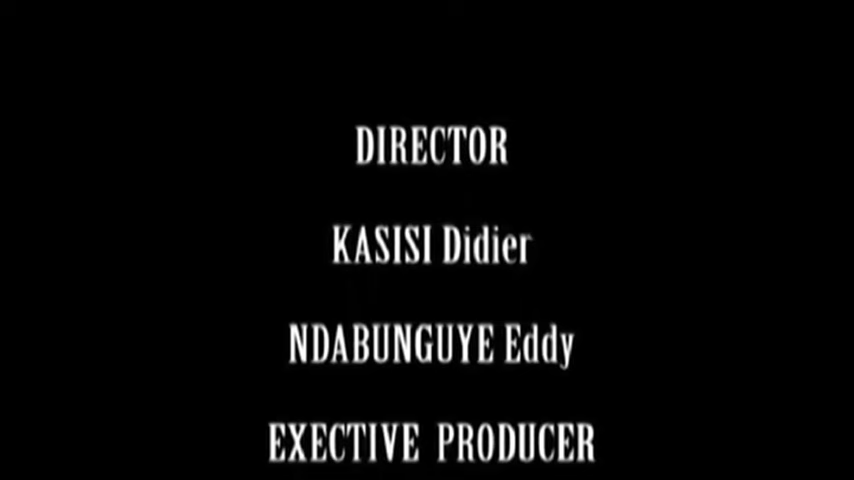 DIRECTOR
KASISI Didier
NDABUNGUYE Eddy
EXECTIVE PRODUCER